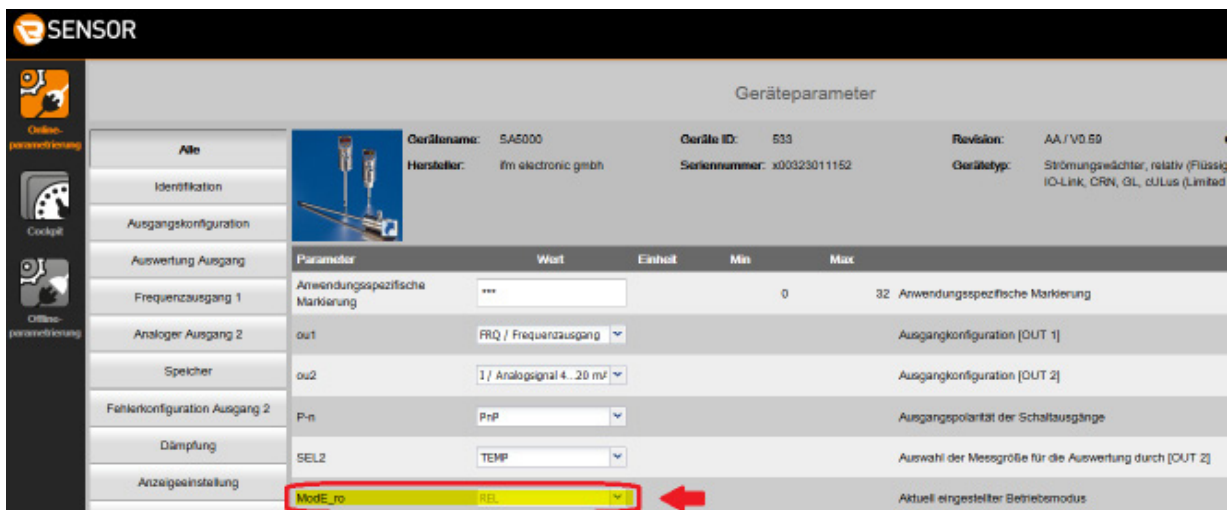 SENSOR
Geräteparameter
Online-
parametrierung
Cockpit
Offline-
parametrierung
Alle
Identifikation
Ausgangskonfiguration
Auswertung Ausgang
Frequenzausgang 1
Analoger Ausgang 2
Speicher
Fehlerkonfiguration Ausgang 2
Dämpfung
Anzeigeeinstellung
Gerätename: SA5000 Geräte ID: 533 Revision: AA / V0.59
Hersteller: ifm electronic gmbh Seriennummer: x00323011152 Gerätetyp: Strömungswächter, relativ (Flüssig
IO-Link, CRN, GL, cULus (Limited
Parameter Wert Einheit Min Max
Anwendungsspezifische
Markierung *** 0 32 Anwendungsspezifische Markierung
ou1 FRQ / Frequenzausgang Ausgangkonfiguration [OUT 1]
ou2 I / Analogsignal 4...20 mA Ausgangkonfiguration [OUT 2]
P-n PnP Ausgangspolarität der Schaltausgänge
SEL2 TEMP Auswahl der Messgröße für die Auswertung durch [OUT 2]
ModE_ro REL Aktuell eingestellter Betriebsmodus